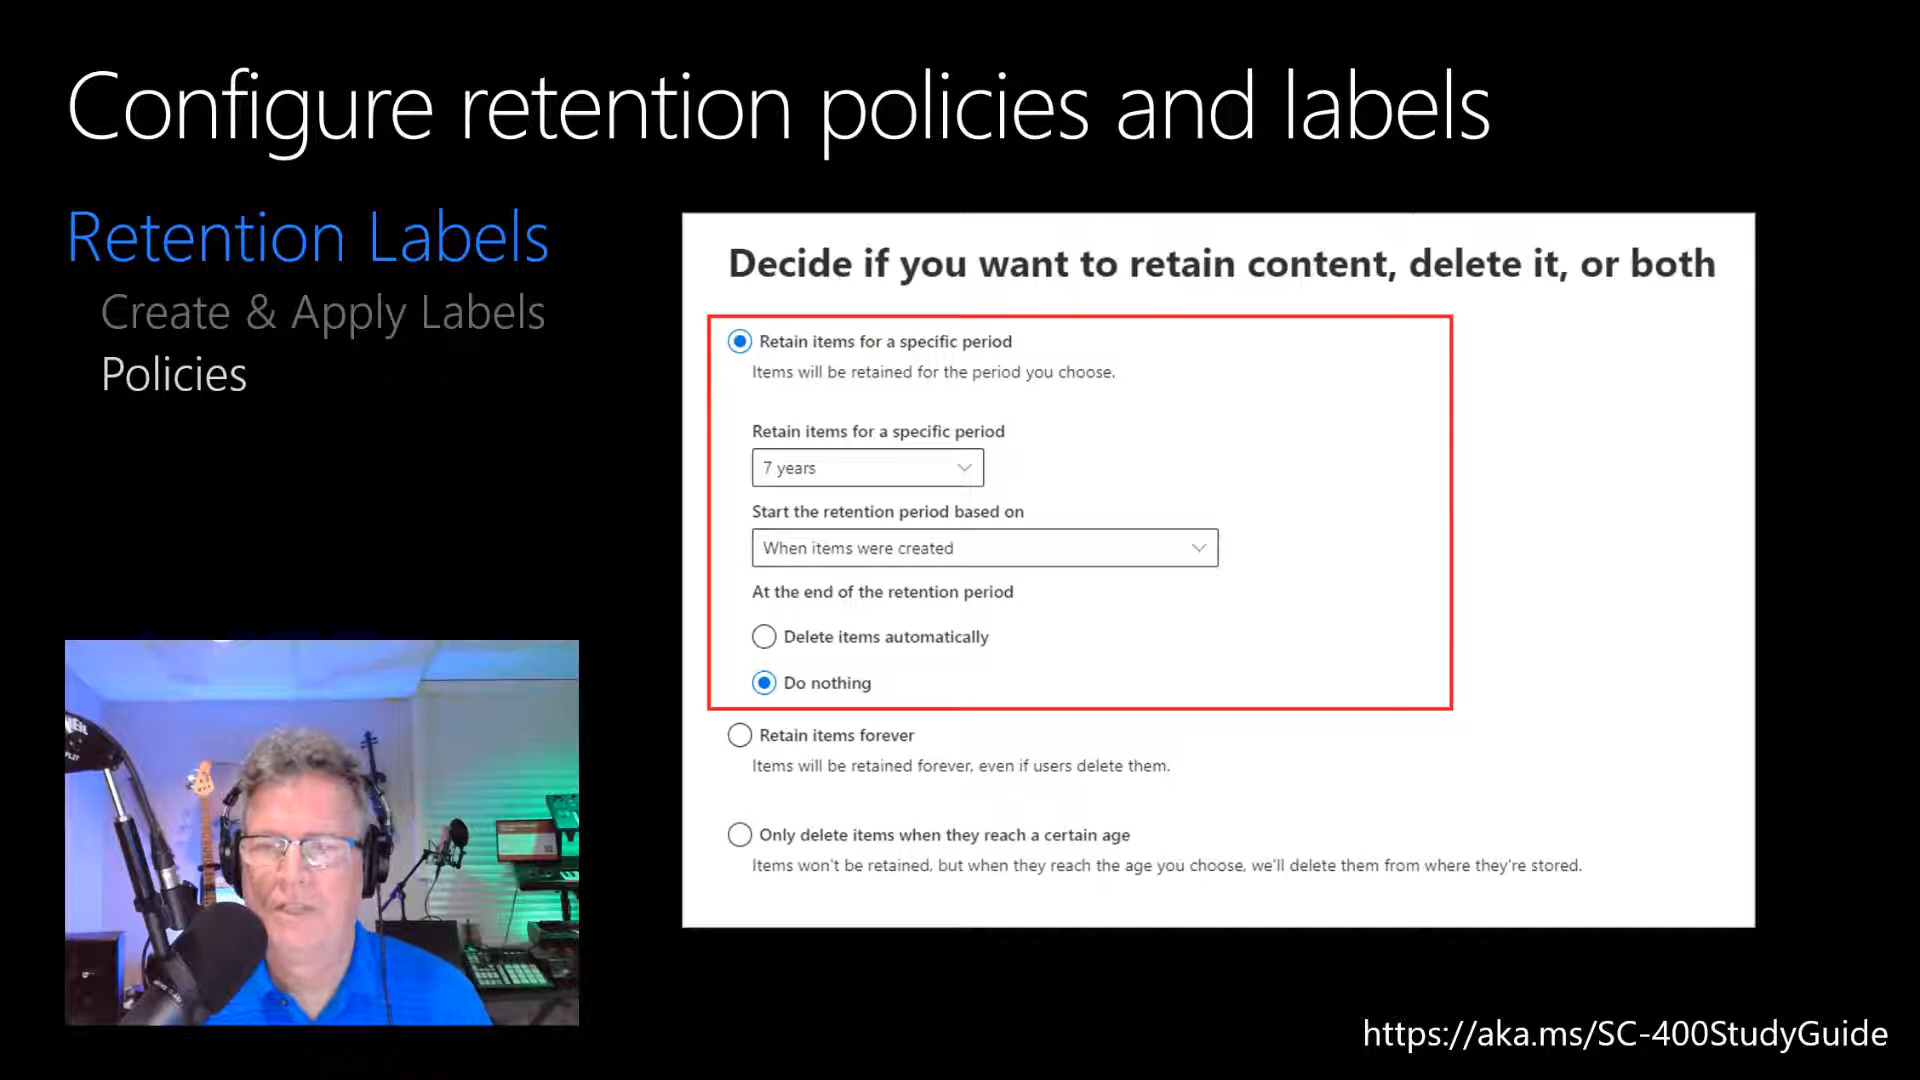 Configure retention policies and labels
Retention Labels
Create & Apply Labels
Policies
Decide if you want to retain content, delete it, or both
Retain items for a specific period
Items will be retained for the period you choose.
Retain items for a specific period
7 years
Start the retention period based on
When items were created
At the end of the retention period
Delete items automatically
Do nothing
Retain items forever
Items will be retained forever, even if users delete them.
Only delete items when they reach a certain age
Items won't be retained, but when they reach the age you choose, we'll delete them from where they're stored.
https://aka.ms/SC-400StudyGuide